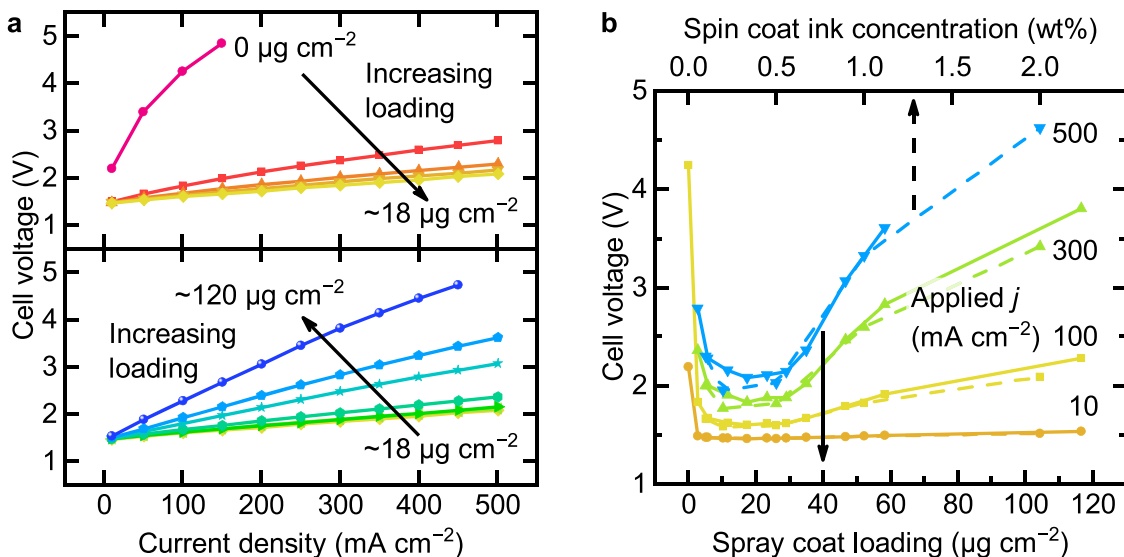 a
Cell voltage (V)
5
4
3
2
1
0 µg cm⁻²
Increasing
loading
~18 µg cm⁻²
5
4
3
2
1
~120 µg cm⁻²
Increasing
loading
~18 µg cm⁻²
0 100 200 300 400 500
Current density (mA cm⁻²)
b
Spin coat ink concentration (wt%)
0.0 0.5 1.0 2.0
Cell voltage (V)
5
4
3
2
1
500
300
Applied j
(mA cm⁻²)
100
10
0 20 40 60 80 100 120
Spray coat loading (µg cm⁻²)